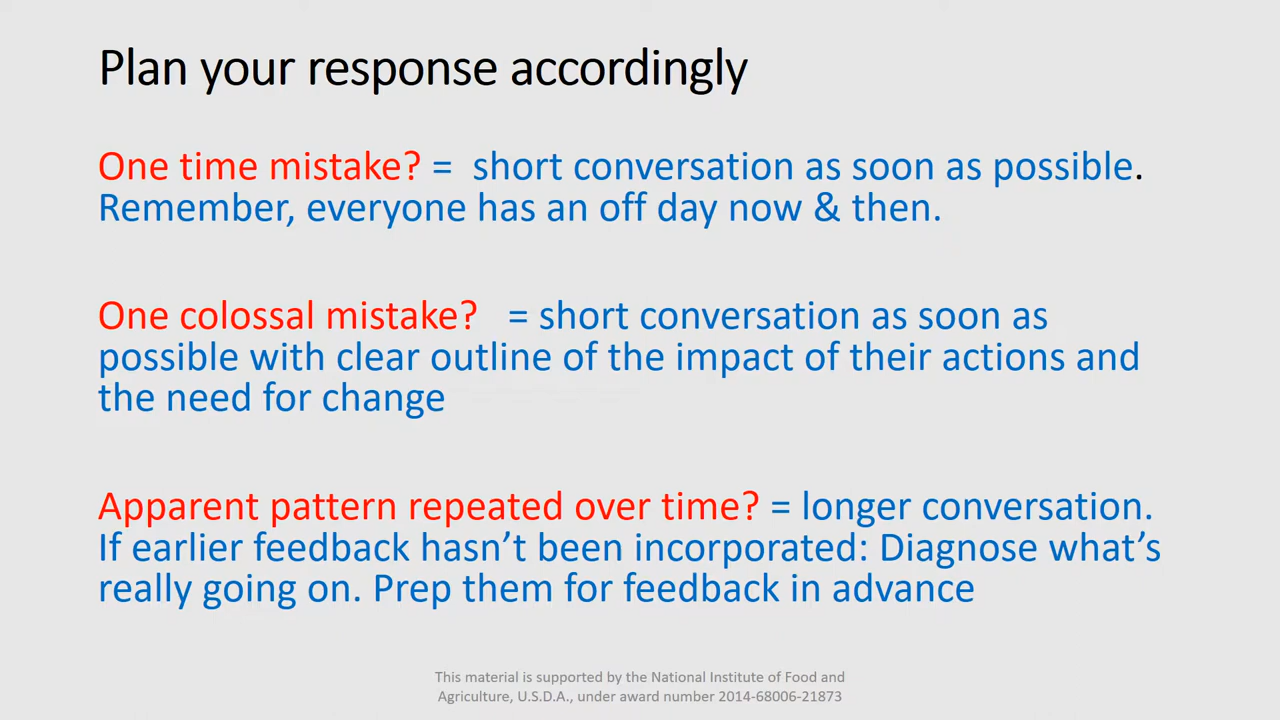 Plan your response accordingly
One time mistake? = short conversation as soon as possible.
Remember, everyone has an off day now & then.
One colossal mistake? = short conversation as soon as
possible with clear outline of the impact of their actions and
the need for change
Apparent pattern repeated over time? = longer conversation.
If earlier feedback hasn’t been incorporated: Diagnose what’s
really going on. Prep them for feedback in advance
This material is supported by the National Institute of Food and
Agriculture, U.S.D.A., under award number 2014-68006-21873